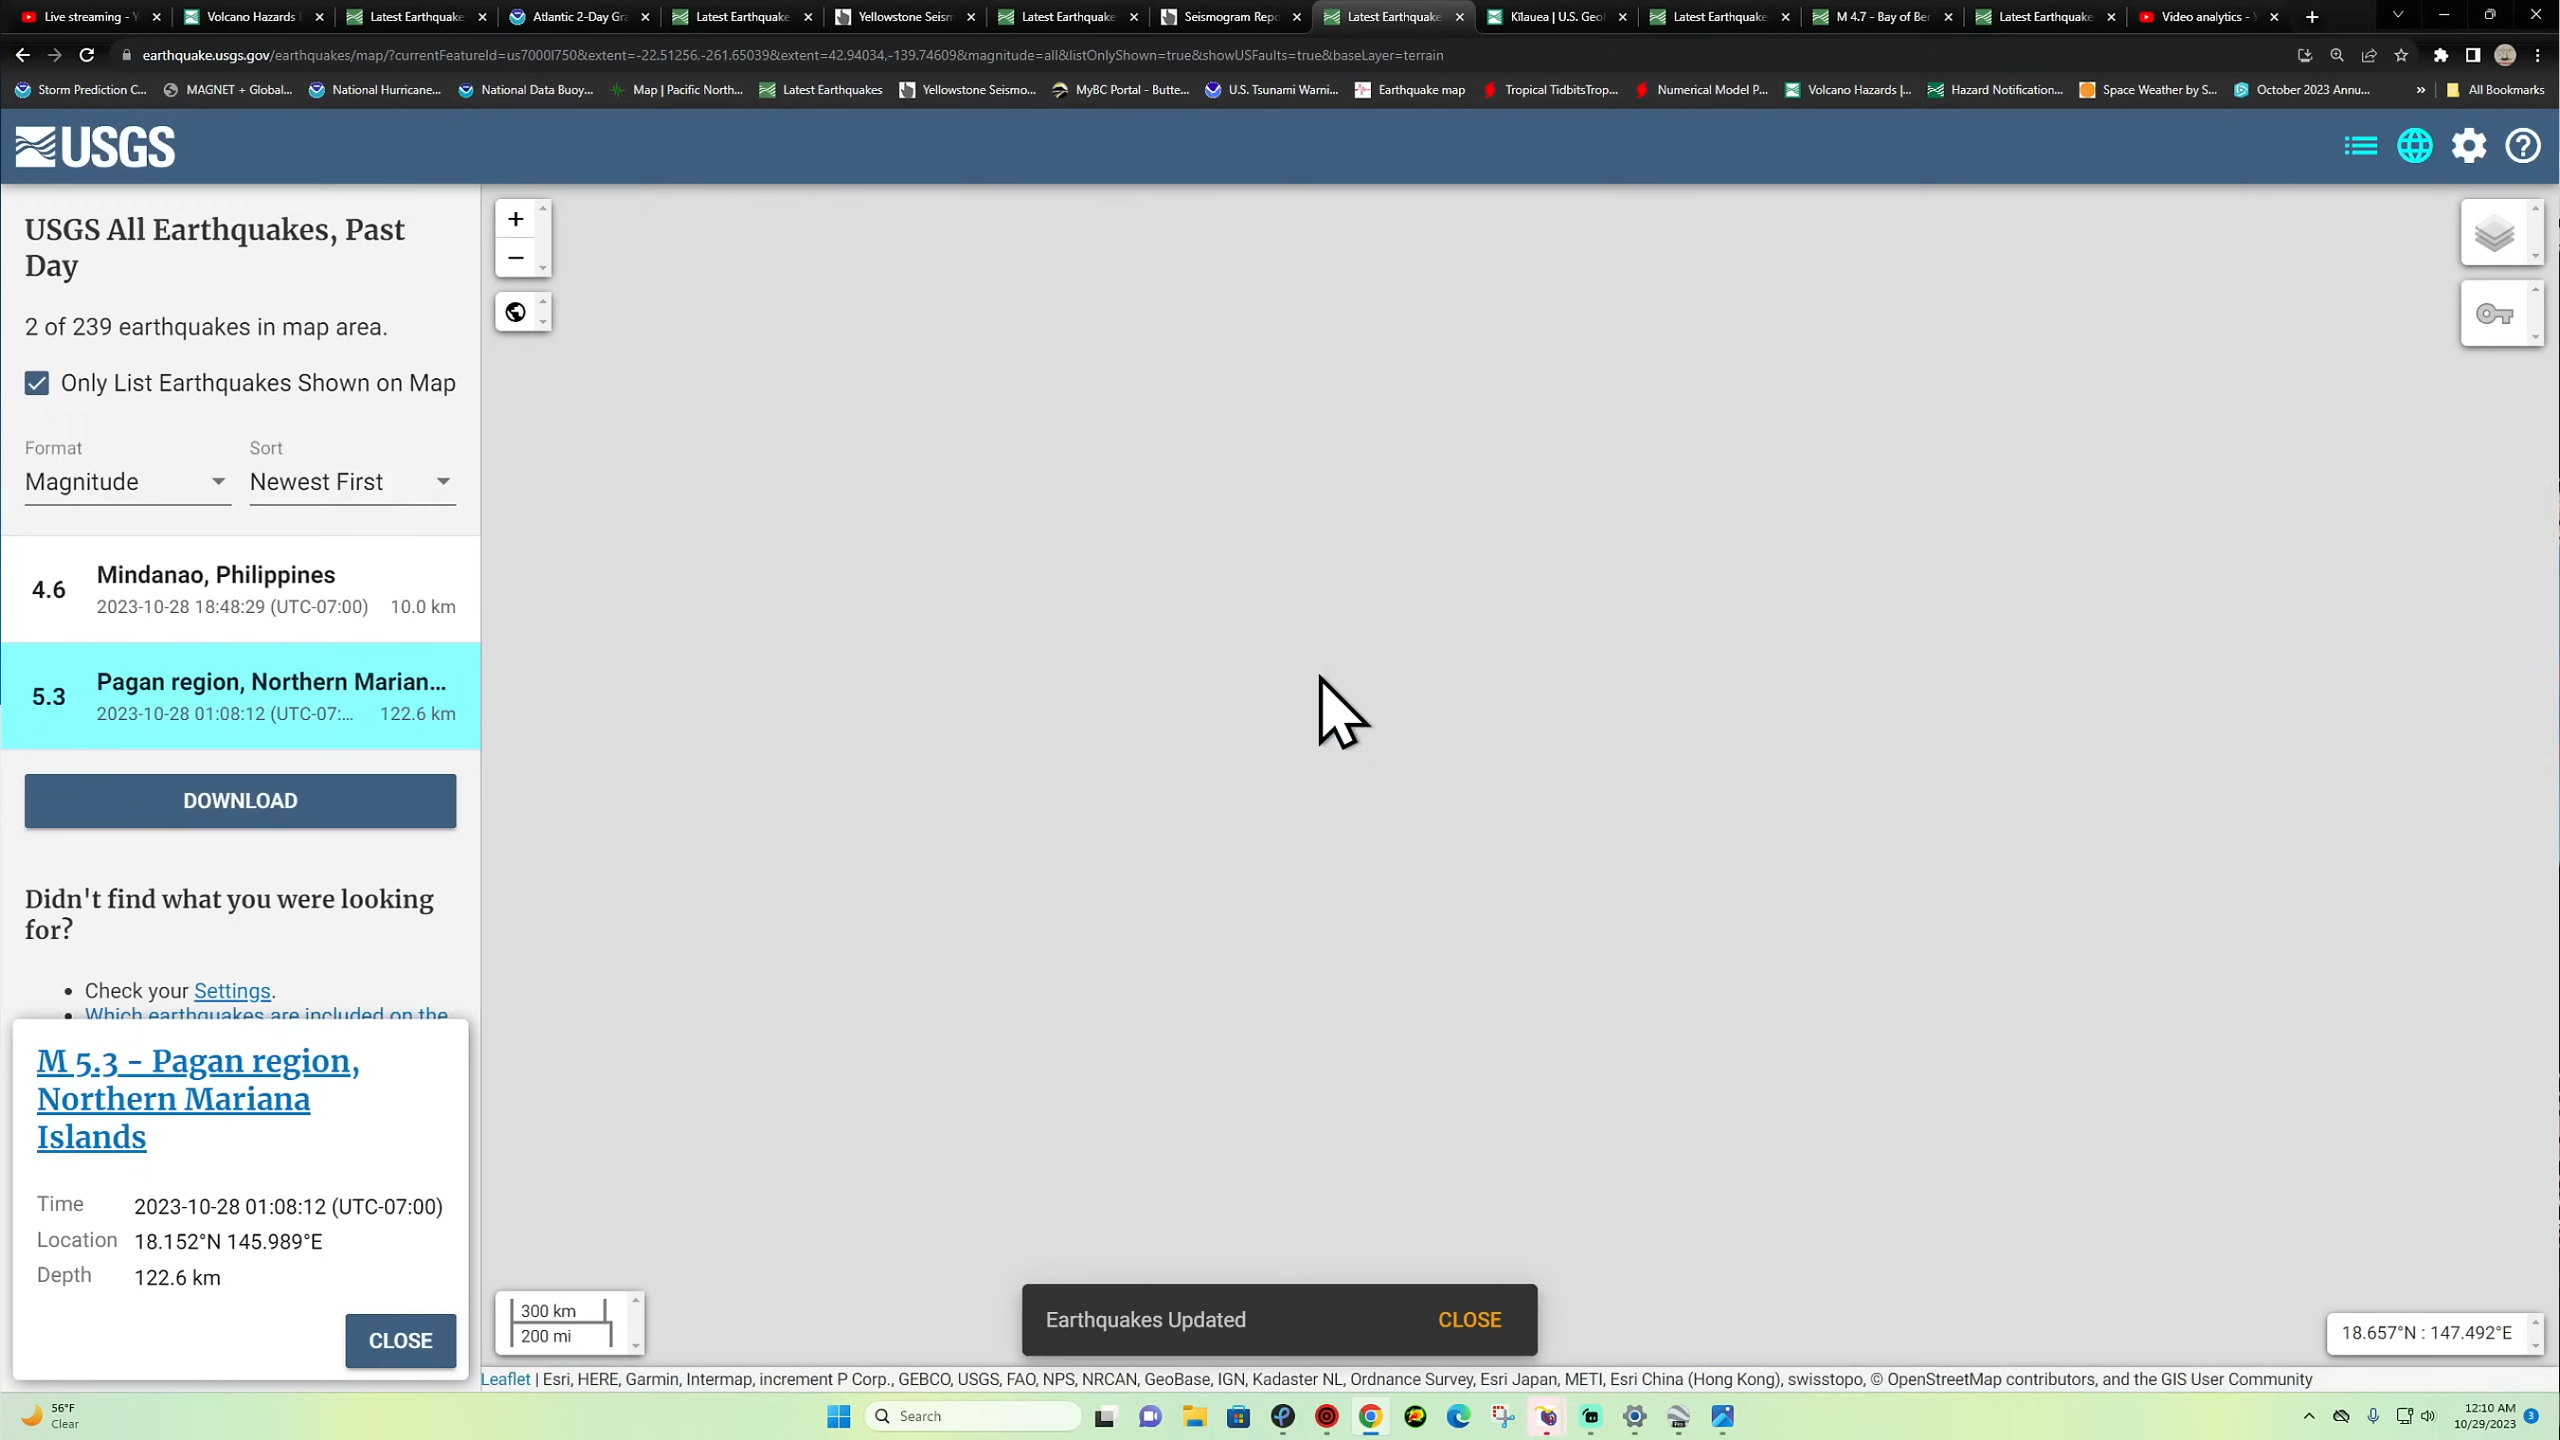 Live streaming - Y
Volcano Hazards
Latest Earthquake
Atlantic 2-Day Gra
Latest Earthquake
Yellowstone Seism
Latest Earthquake
Seismogram Repo
Latest Earthquake
Kīlauea | U.S. Geol
Latest Earthquake
M 4.7 - Bay of Ben
Latest Earthquake
Video analytics -
earthquake.usgs.gov/earthquakes/map/?currentFeatureId=us7000l750&extent=-22.51256,-261.65039&extent=42.94034,-139.74609&magnitude=all&listOnlyShown=true&showUSFaults=true&baseLayer=terrain
Storm Prediction C...
MAGNET + Global...
National Hurricane...
National Data Buoy...
Map | Pacific North...
Latest Earthquakes
Yellowstone Seismo...
MyBC Portal - Butte...
U.S. Tsunami Warni...
Earthquake map
Tropical TidbitsTrop...
Numerical Model P...
Volcano Hazards |...
Hazard Notification...
Space Weather by S...
October 2023 Annu...
»
All Bookmarks
USGS
USGS All Earthquakes, Past
Day
2 of 239 earthquakes in map area.
Only List Earthquakes Shown on Map
Format
Sort
Magnitude
Newest First
4.6
Mindanao, Philippines
2023-10-28 18:48:29 (UTC-07:00) 10.0 km
5.3
Pagan region, Northern Marian...
2023-10-28 01:08:12 (UTC-07:... 122.6 km
DOWNLOAD
Didn't find what you were looking
for?
• Check your Settings.
• Which earthquakes are included on the
M 5.3 - Pagan region,
Northern Mariana
Islands
Time 2023-10-28 01:08:12 (UTC-07:00)
Location 18.152°N 145.989°E
Depth 122.6 km
CLOSE
+
−
300 km
200 mi
Earthquakes Updated CLOSE
18.657°N : 147.492°E
Leaflet | Esri, HERE, Garmin, Intermap, increment P Corp., GEBCO, USGS, FAO, NPS, NRCAN, GeoBase, IGN, Kadaster NL, Ordnance Survey, Esri Japan, METI, Esri China (Hong Kong), swisstopo, © OpenStreetMap contributors, and the GIS User Community
56°F
Clear
Search
12:10 AM
10/29/2023
3